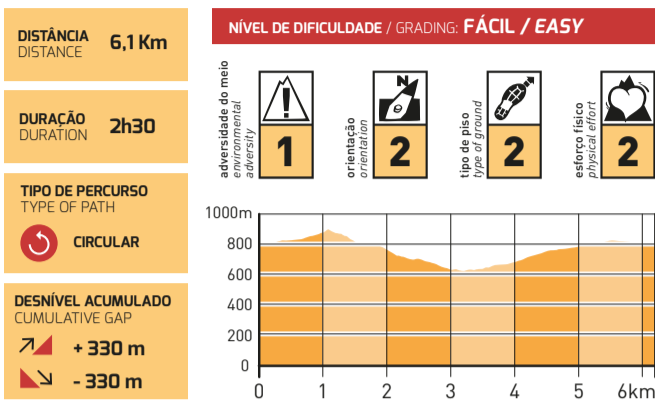 DISTÂNCIA
DISTANCE
6,1 Km
DURAÇÃO
DURATION
2h30
TIPO DE PERCURSO
TYPE OF PATH
CIRCULAR
DESNÍVEL ACUMULADO
CUMULATIVE GAP
+ 330 m
- 330 m
NÍVEL DE DIFICULDADE / GRADING: FÁCIL / EASY
adversidade do meio
environmental
adversity
1
orientação
orientation
N
2
tipo de piso
type of ground
2
esforço físico
physical effort
2
1000m
800
600
400
200
0
0 1 2 3 4 5 6km